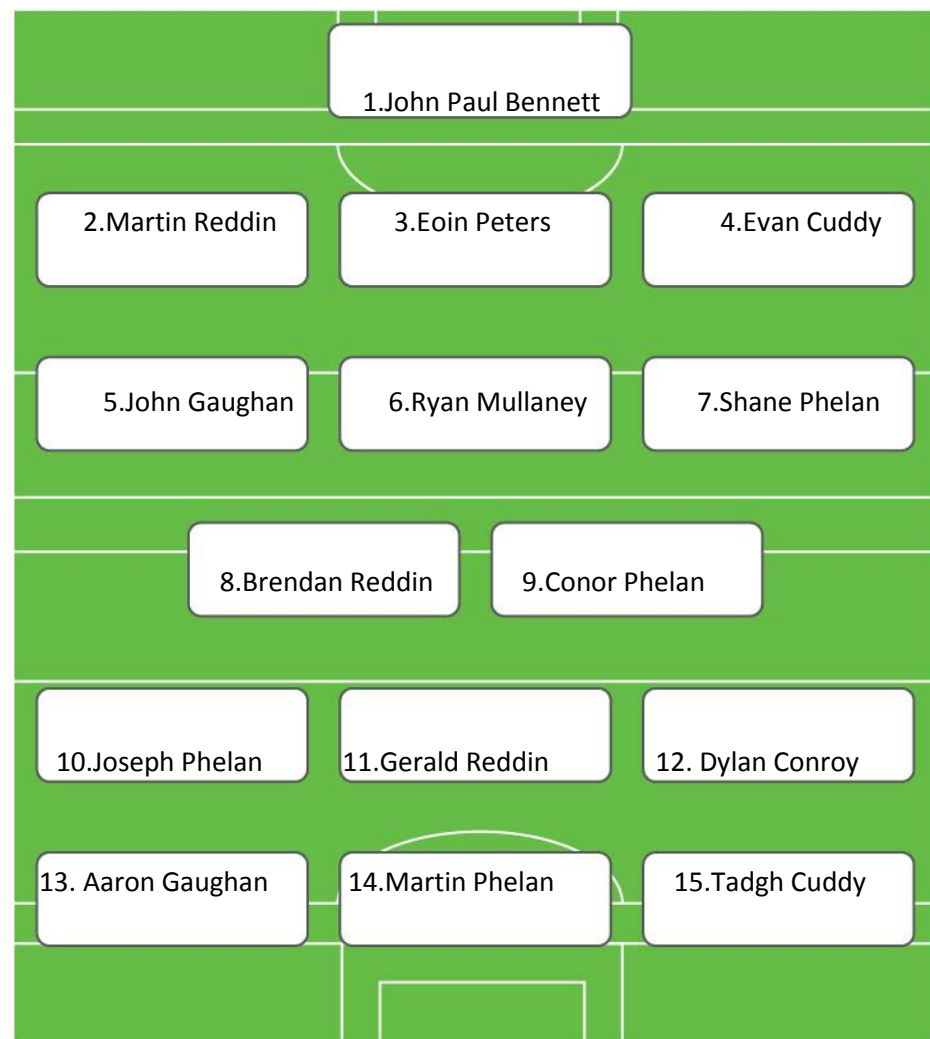 1.John Paul Bennett
2.Martin Reddin
3.Eoin Peters
4.Evan Cuddy
5.John Gaughan
6.Ryan Mullaney
7.Shane Phelan
8.Brendan Reddin
9.Conor Phelan
10.Joseph Phelan
11.Gerald Reddin
12. Dylan Conroy
13. Aaron Gaughan
14.Martin Phelan
15.Tadgh Cuddy